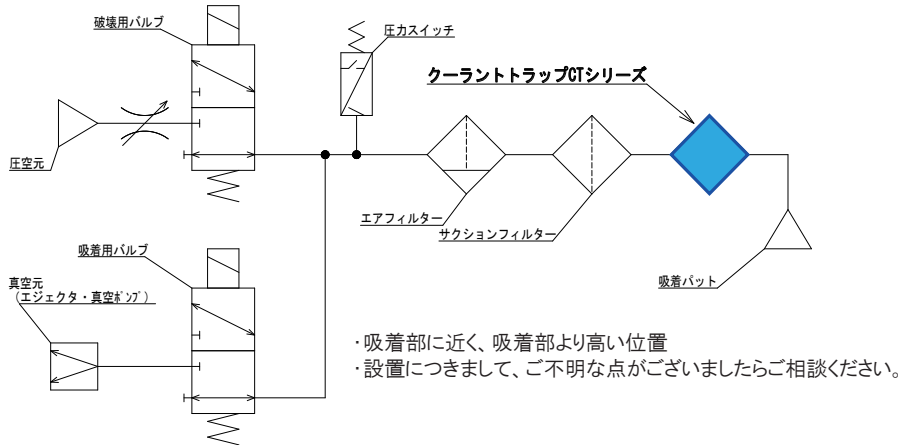 破壊用バルブ
圧力スイッチ
クーラントトラップCTシリーズ
圧空元
エアフィルター
サクションフィルター
吸着用バルブ
吸着パット
真空元
(エジェクタ・真空ﾎﾟﾝﾌﾟ)
・吸着部に近く、吸着部より高い位置
・設置につきまして、ご不明な点がございましたらご相談ください。